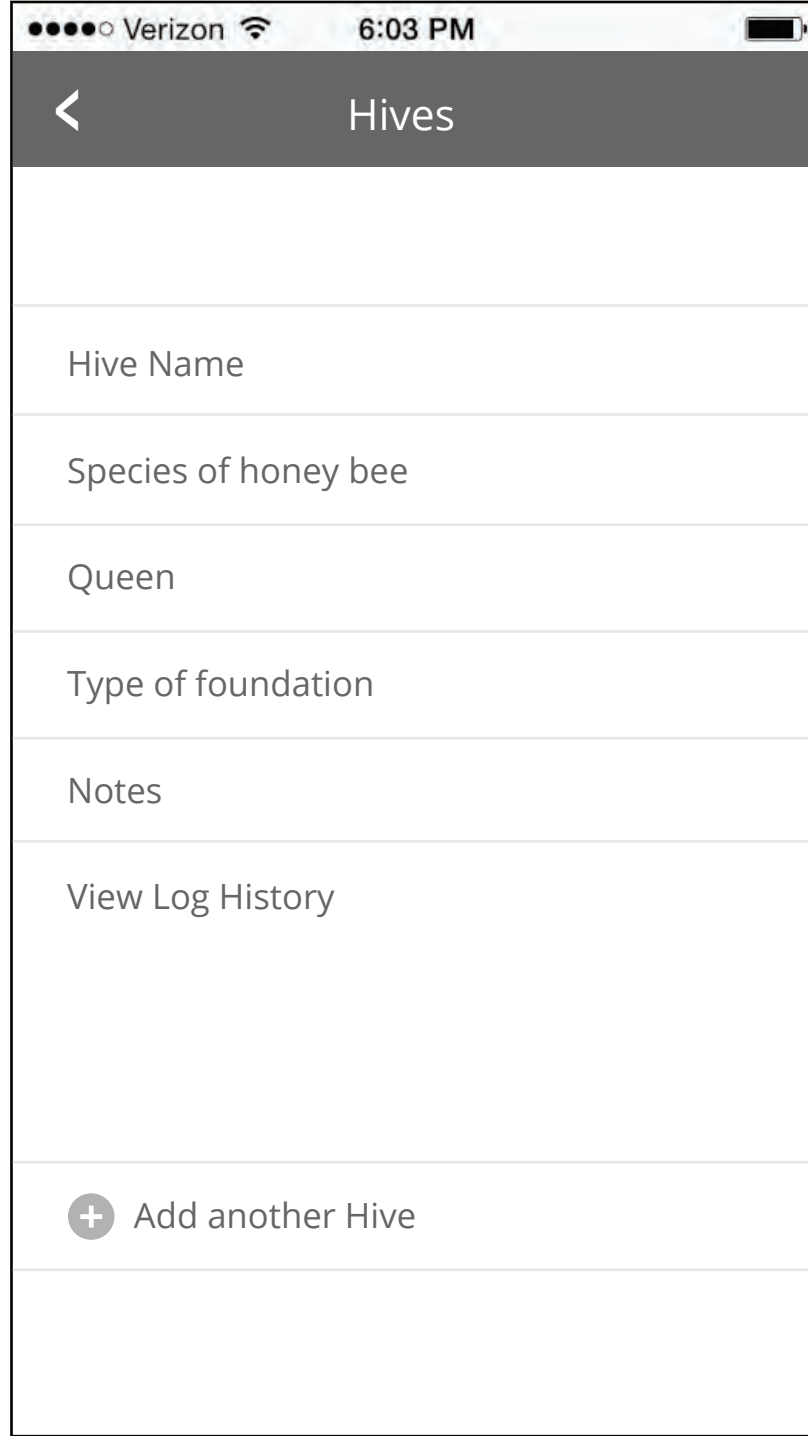 Verizon 6:03 PM
Hives
Hive Name
Species of honey bee
Queen
Type of foundation
Notes
View Log History
Add another Hive